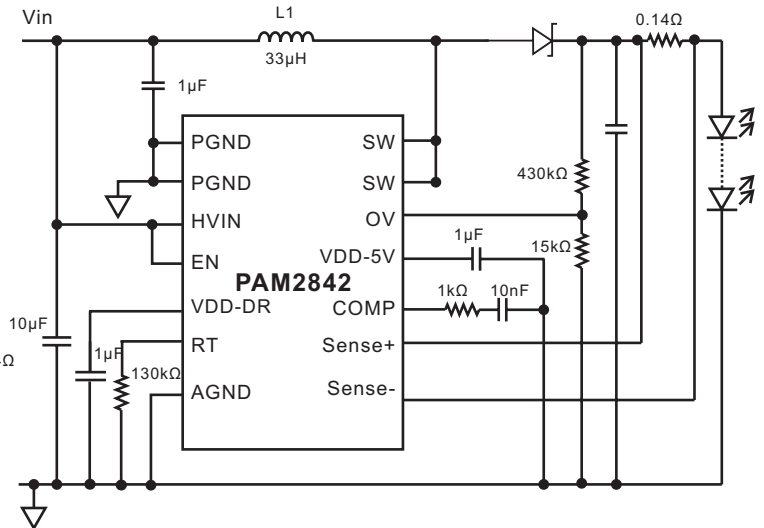 Vin
L1
33µH
0.14Ω
1µF
PGND
SW
PGND
SW
430kΩ
HVIN
OV
1µF
15kΩ
EN
VDD-5V
PAM2842
1kΩ
10nF
VDD-DR
COMP
10µF
1µF
RT
Sense+
130kΩ
AGND
Sense-